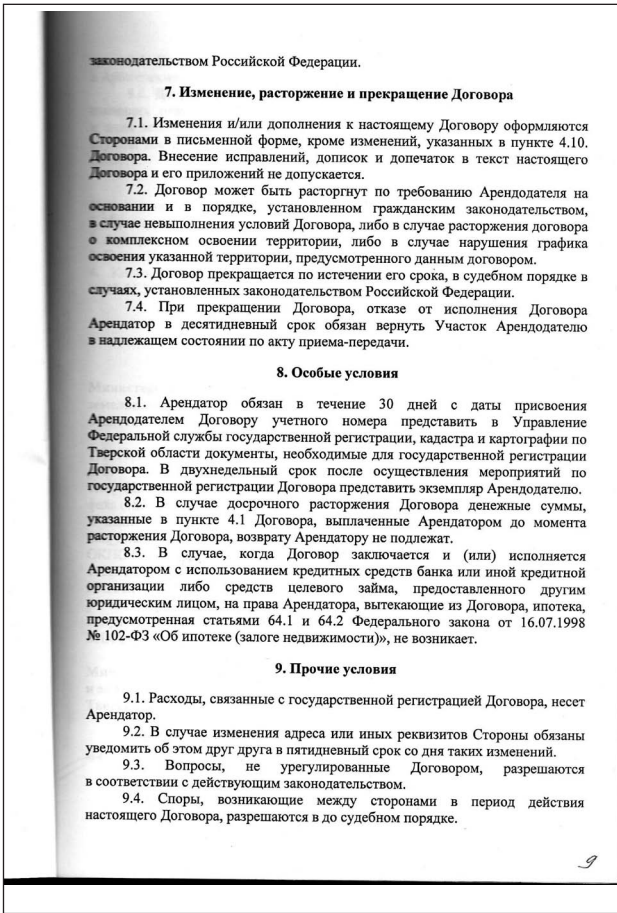 законодательством Российской Федерации.
7. Изменение, расторжение и прекращение Договора
7.1. Изменения и/или дополнения к настоящему Договору оформляются
Сторонами в письменной форме, кроме изменений, указанных в пункте 4.10.
Договора. Внесение исправлений, дописок и допечаток в текст настоящего
Договора и его приложений не допускается.
7.2. Договор может быть расторгнут по требованию Арендодателя на
основании и в порядке, установленном гражданским законодательством,
в случае невыполнения условий Договора, либо в случае расторжения договора
о комплексном освоении территории, либо в случае нарушения графика
освоения указанной территории, предусмотренного данным договором.
7.3. Договор прекращается по истечении его срока, в судебном порядке в
случаях, установленных законодательством Российской Федерации.
7.4. При прекращении Договора, отказе от исполнения Договора
Арендатор в десятидневный срок обязан вернуть Участок Арендодателю
в надлежащем состоянии по акту приема-передачи.
8. Особые условия
8.1. Арендатор обязан в течение 30 дней с даты присвоения
Арендодателем Договору учетного номера представить в Управление
Федеральной службы государственной регистрации, кадастра и картографии по
Тверской области документы, необходимые для государственной регистрации
Договора. В двухнедельный срок после осуществления мероприятий по
государственной регистрации Договора представить экземпляр Арендодателю.
8.2. В случае досрочного расторжения Договора денежные суммы,
указанные в пункте 4.1 Договора, выплаченные Арендатором до момента
расторжения Договора, возврату Арендатору не подлежат.
8.3. В случае, когда Договор заключается и (или) исполняется
Арендатором с использованием кредитных средств банка или иной кредитной
организации либо средств целевого займа, предоставленного другим
юридическим лицом, на права Арендатора, вытекающие из Договора, ипотека,
предусмотренная статьями 64.1 и 64.2 Федерального закона от 16.07.1998
№ 102-ФЗ «Об ипотеке (залоге недвижимости)», не возникает.
9. Прочие условия
9.1. Расходы, связанные с государственной регистрацией Договора, несет
Арендатор.
9.2. В случае изменения адреса или иных реквизитов Стороны обязаны
уведомить об этом друг друга в пятидневный срок со дня таких изменений.
9.3. Вопросы, не урегулированные Договором, разрешаются
в соответствии с действующим законодательством.
9.4. Споры, возникающие между сторонами в период действия
настоящего Договора, разрешаются в до судебном порядке.
9